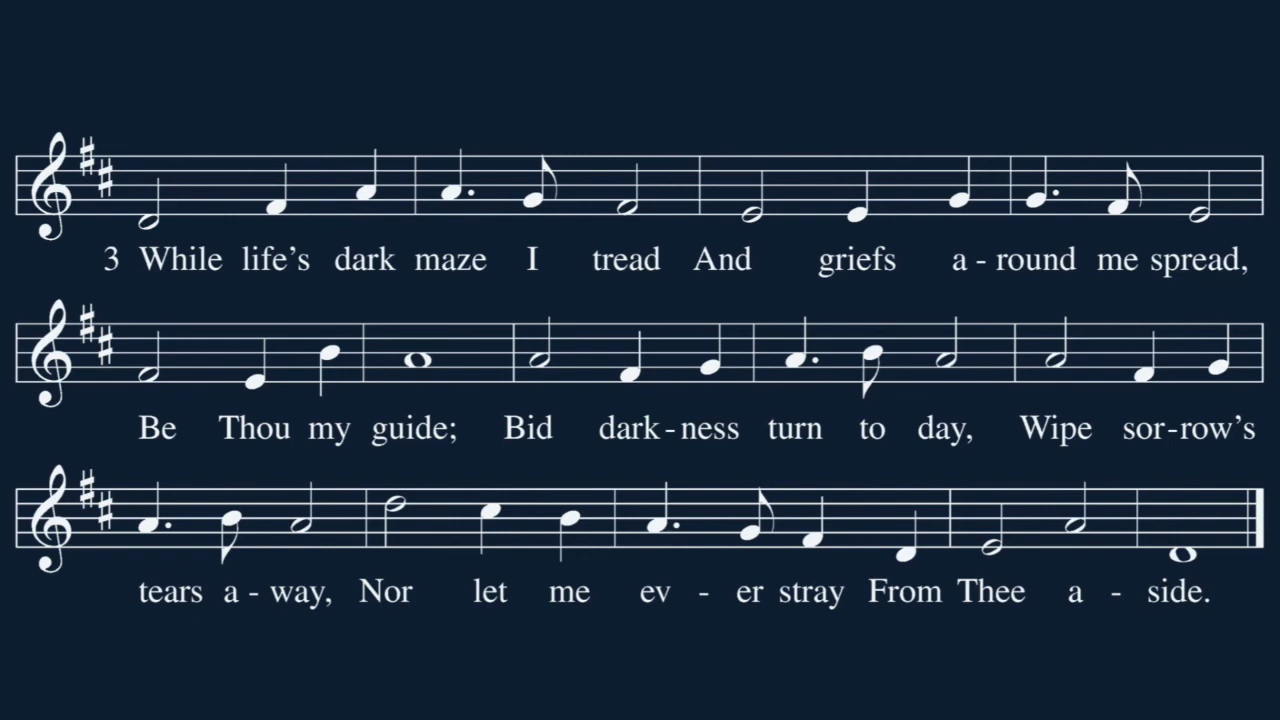 3 While life's dark maze I tread And griefs a - round me spread,
Be Thou my guide; Bid dark - ness turn to day, Wipe sor - row's
tears a - way, Nor let me ev - er stray From Thee a - side.